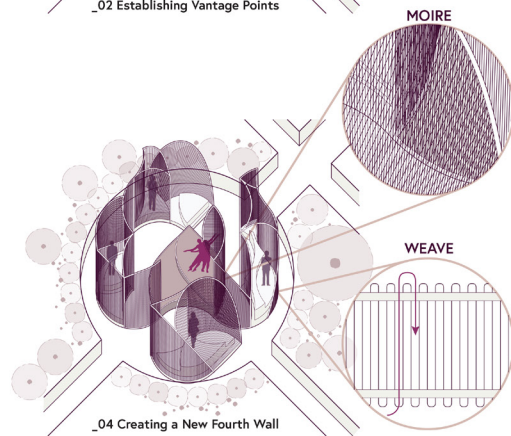 _02 Establishing Vantage Points
MOIRE
WEAVE
_04 Creating a New Fourth Wall